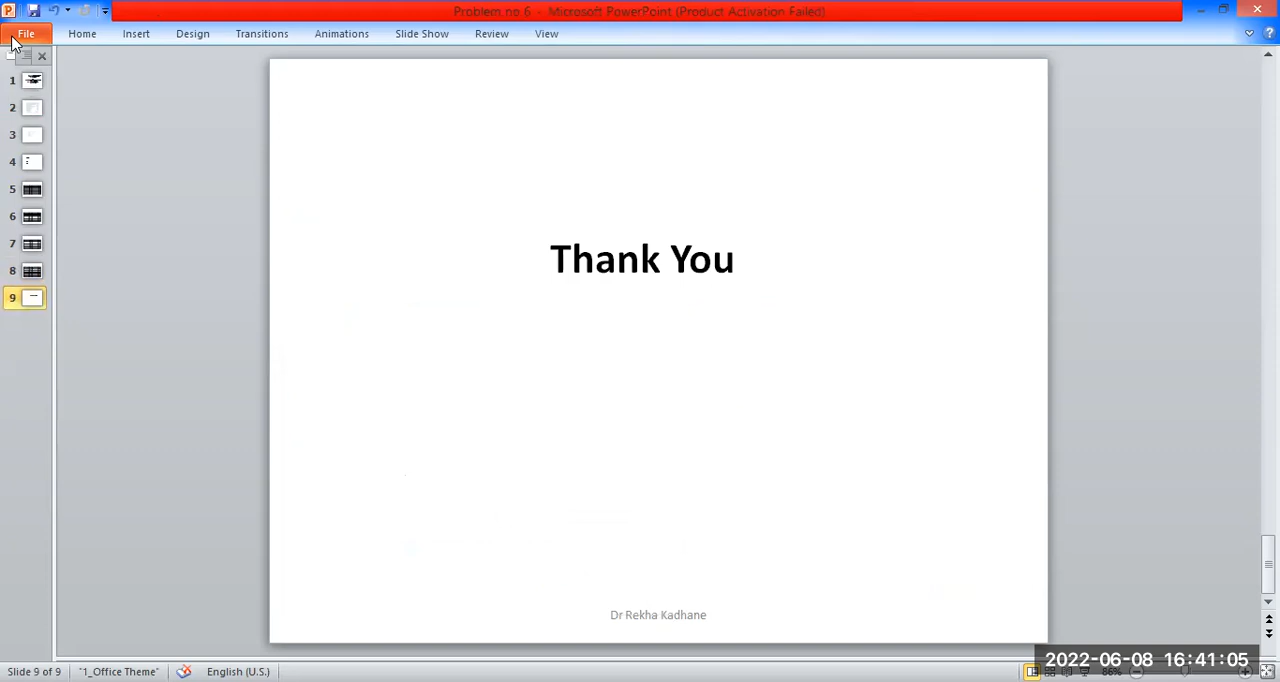 Problem no 6 - Microsoft PowerPoint (Product Activation Failed)
File Home Insert Design Transitions Animations Slide Show Review View
1
2
3
4
5
6
7
8
9
Thank You
Dr Rekha Kadhane
Slide 9 of 9 "1_Office Theme" English (U.S.) 86%
2022-06-08 16:41:05